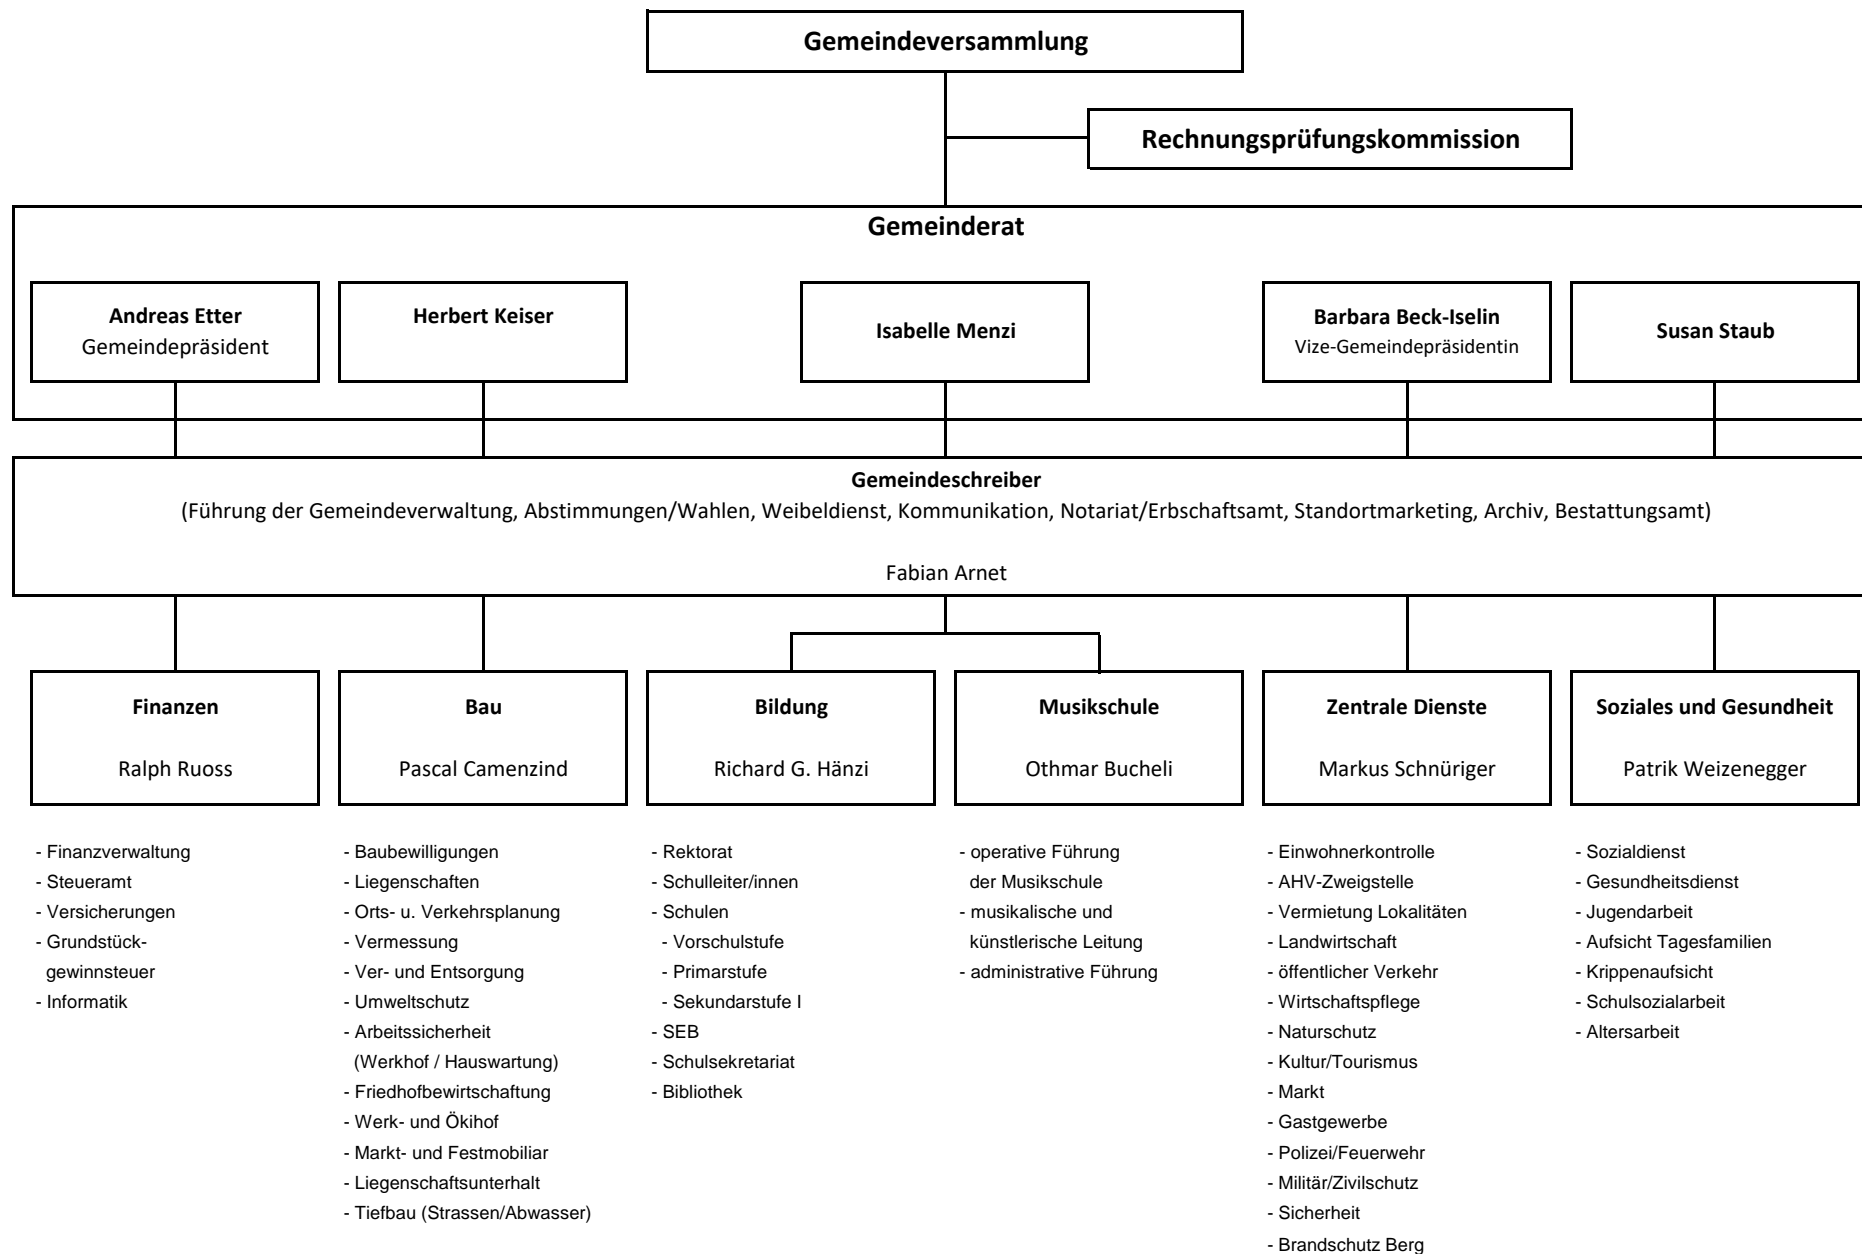 Gemeindeversammlung
Rechnungsprüfungskommission
Gemeinderat
Andreas Etter
Gemeindepräsident
Herbert Keiser
Isabelle Menzi
Barbara Beck-Iselin
Vize-Gemeindepräsidentin
Susan Staub
Gemeindeschreiber
(Führung der Gemeindeverwaltung, Abstimmungen/Wahlen, Weibeldienst, Kommunikation, Notariat/Erbschaftsamt, Standortmarketing, Archiv, Bestattungsamt)
Fabian Arnet
Finanzen
Ralph Ruoss
Bau
Pascal Camenzind
Bildung
Richard G. Hänzi
Musikschule
Othmar Bucheli
Zentrale Dienste
Markus Schnüriger
Soziales und Gesundheit
Patrik Weizenegger
- Finanzverwaltung
- Steueramt
- Versicherungen
- Grundstück-
gewinnsteuer
- Informatik
- Baubewilligungen
- Liegenschaften
- Orts- u. Verkehrsplanung
- Vermessung
- Ver- und Entsorgung
- Umweltschutz
- Arbeitssicherheit
(Werkhof / Hauswartung)
- Friedhofbewirtschaftung
- Werk- und Ökihof
- Markt- und Festmobiliar
- Liegenschaftsunterhalt
- Tiefbau (Strassen/Abwasser)
- Rektorat
- Schulleiter/innen
- Schulen
- Vorschulstufe
- Primarstufe
- Sekundarstufe I
- SEB
- Schulsekretariat
- Bibliothek
- operative Führung
der Musikschule
- musikalische und
künstlerische Leitung
- administrative Führung
- Einwohnerkontrolle
- AHV-Zweigstelle
- Vermietung Lokalitäten
- Landwirtschaft
- öffentlicher Verkehr
- Wirtschaftspflege
- Naturschutz
- Kultur/Tourismus
- Markt
- Gastgewerbe
- Polizei/Feuerwehr
- Militär/Zivilschutz
- Sicherheit
- Brandschutz Berg
- Sozialdienst
- Gesundheitsdienst
- Jugendarbeit
- Aufsicht Tagesfamilien
- Krippenaufsicht
- Schulsozialarbeit
- Altersarbeit